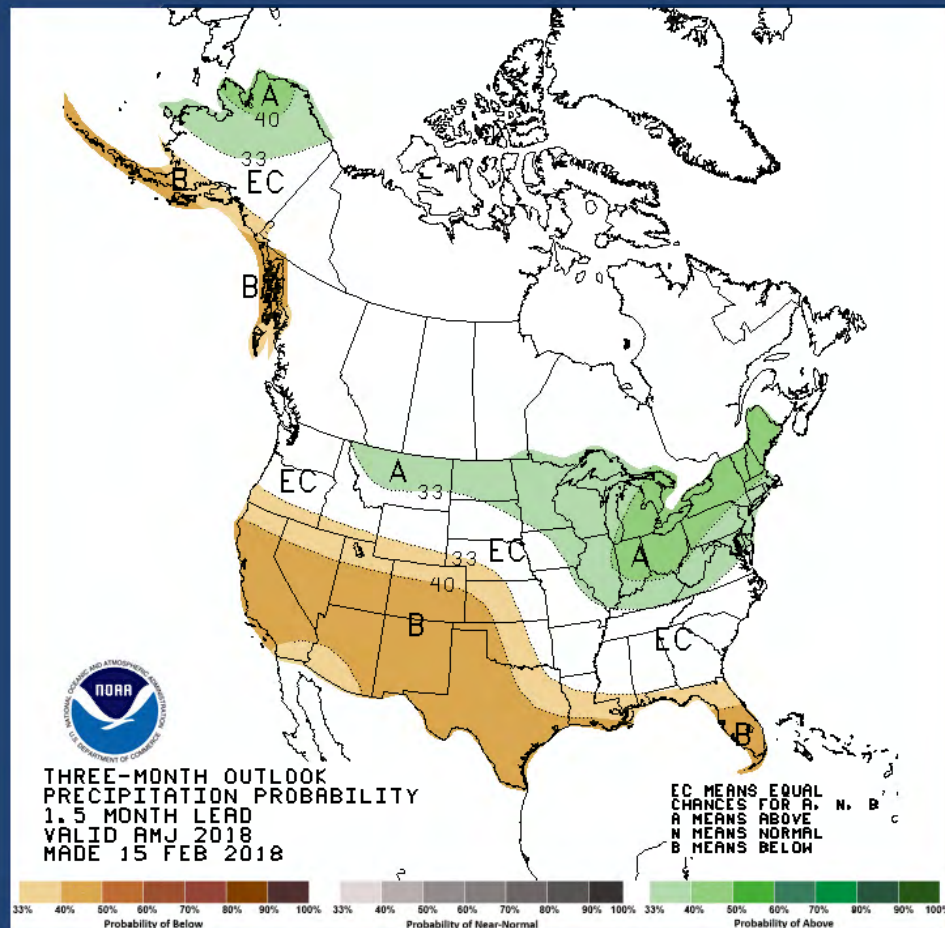 A
40
33
EC
B
B
A
33
EC
33
EC
40
A
B
EC
B
NATIONAL OCEANIC AND ATMOSPHERIC ADMINISTRATION
NOAA
U.S. DEPARTMENT OF COMMERCE
THREE-MONTH OUTLOOK
PRECIPITATION PROBABILITY
1.5 MONTH LEAD
VALID AMJ 2018
MADE 15 FEB 2018
EC MEANS EQUAL
CHANCES FOR A, N, B
A MEANS ABOVE
N MEANS NORMAL
B MEANS BELOW
33% 40% 50% 60% 70% 80% 90% 100%
Probability of Below
33% 40% 50% 60% 70% 80% 90% 100%
Probability of Near-Normal
33% 40% 50% 60% 70% 80% 90% 100%
Probability of Above